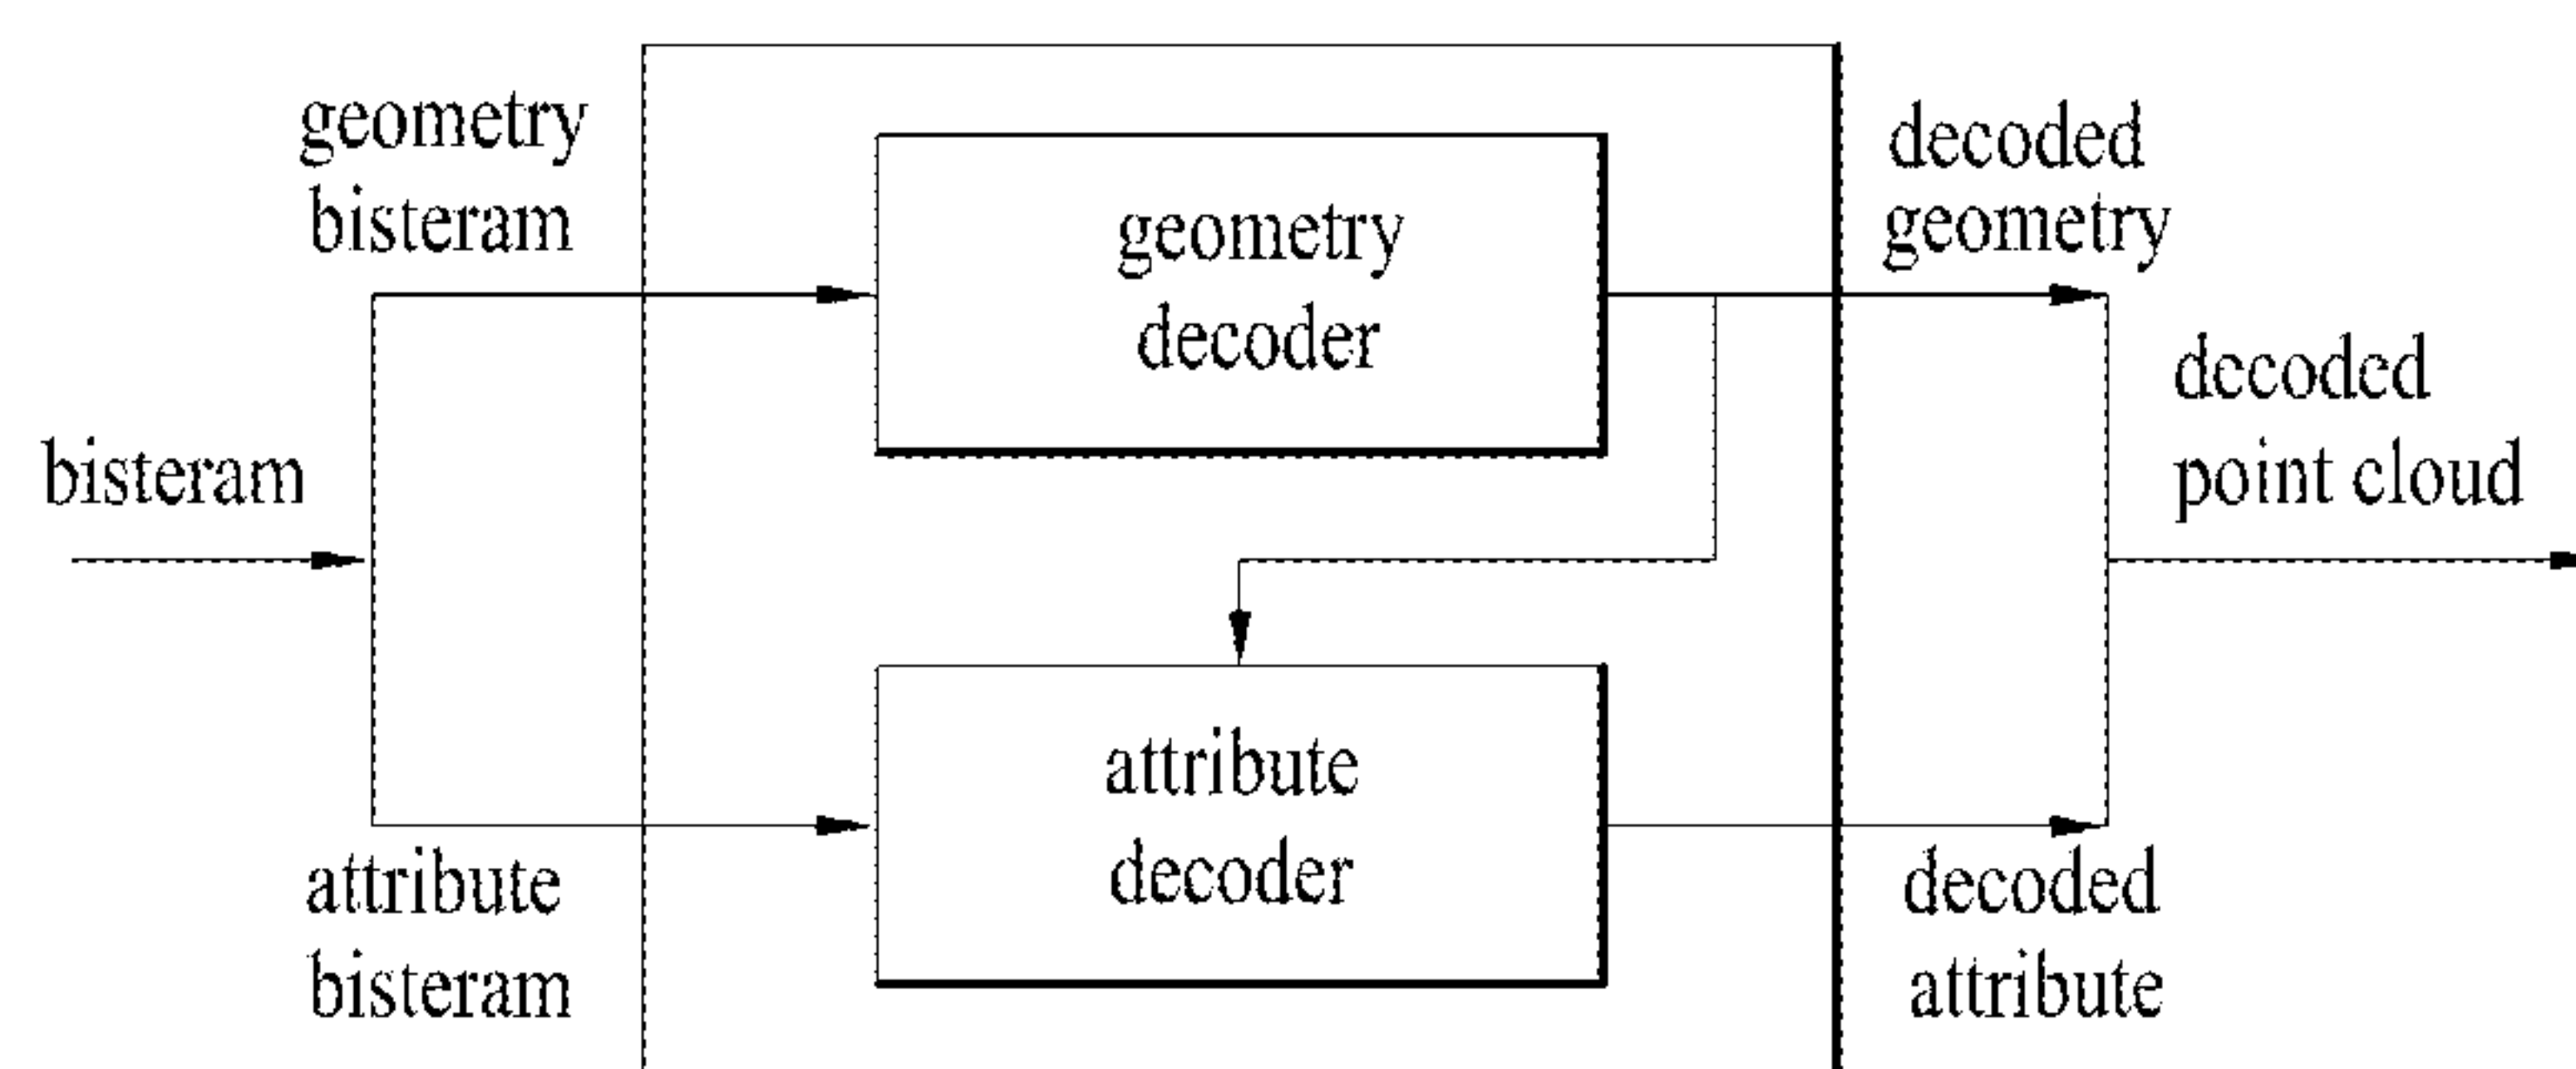 geometry
bisteram
geometry
decoder
decoded
geometry
bisteram
decoded
point cloud
attribute
decoder
attribute
bisteram
decoded
attribute